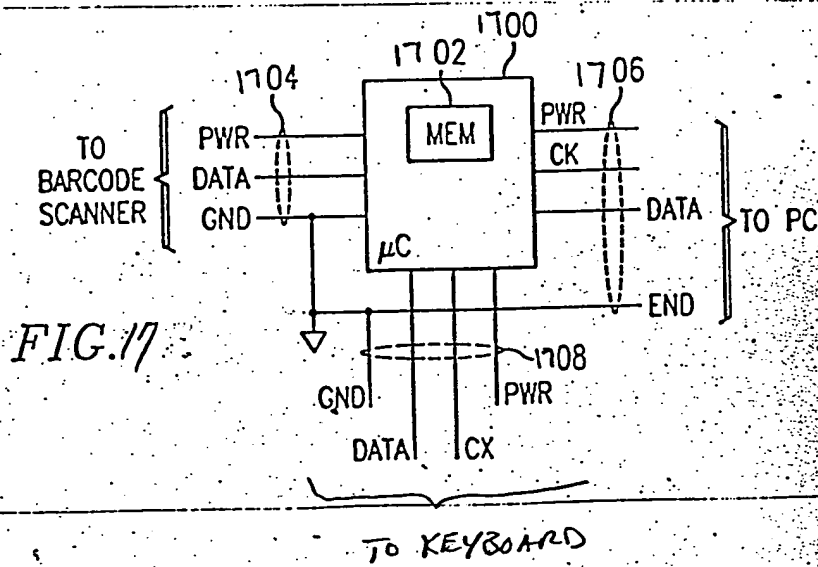 1700
1702
1704
1706
MEM
PWR
CK
DATA
END
TO PC
TO
BARCODE
SCANNER
PWR
DATA
GND
μC
FIG.17
1708
GND
PWR
DATA
CX
TO KEYBOARD